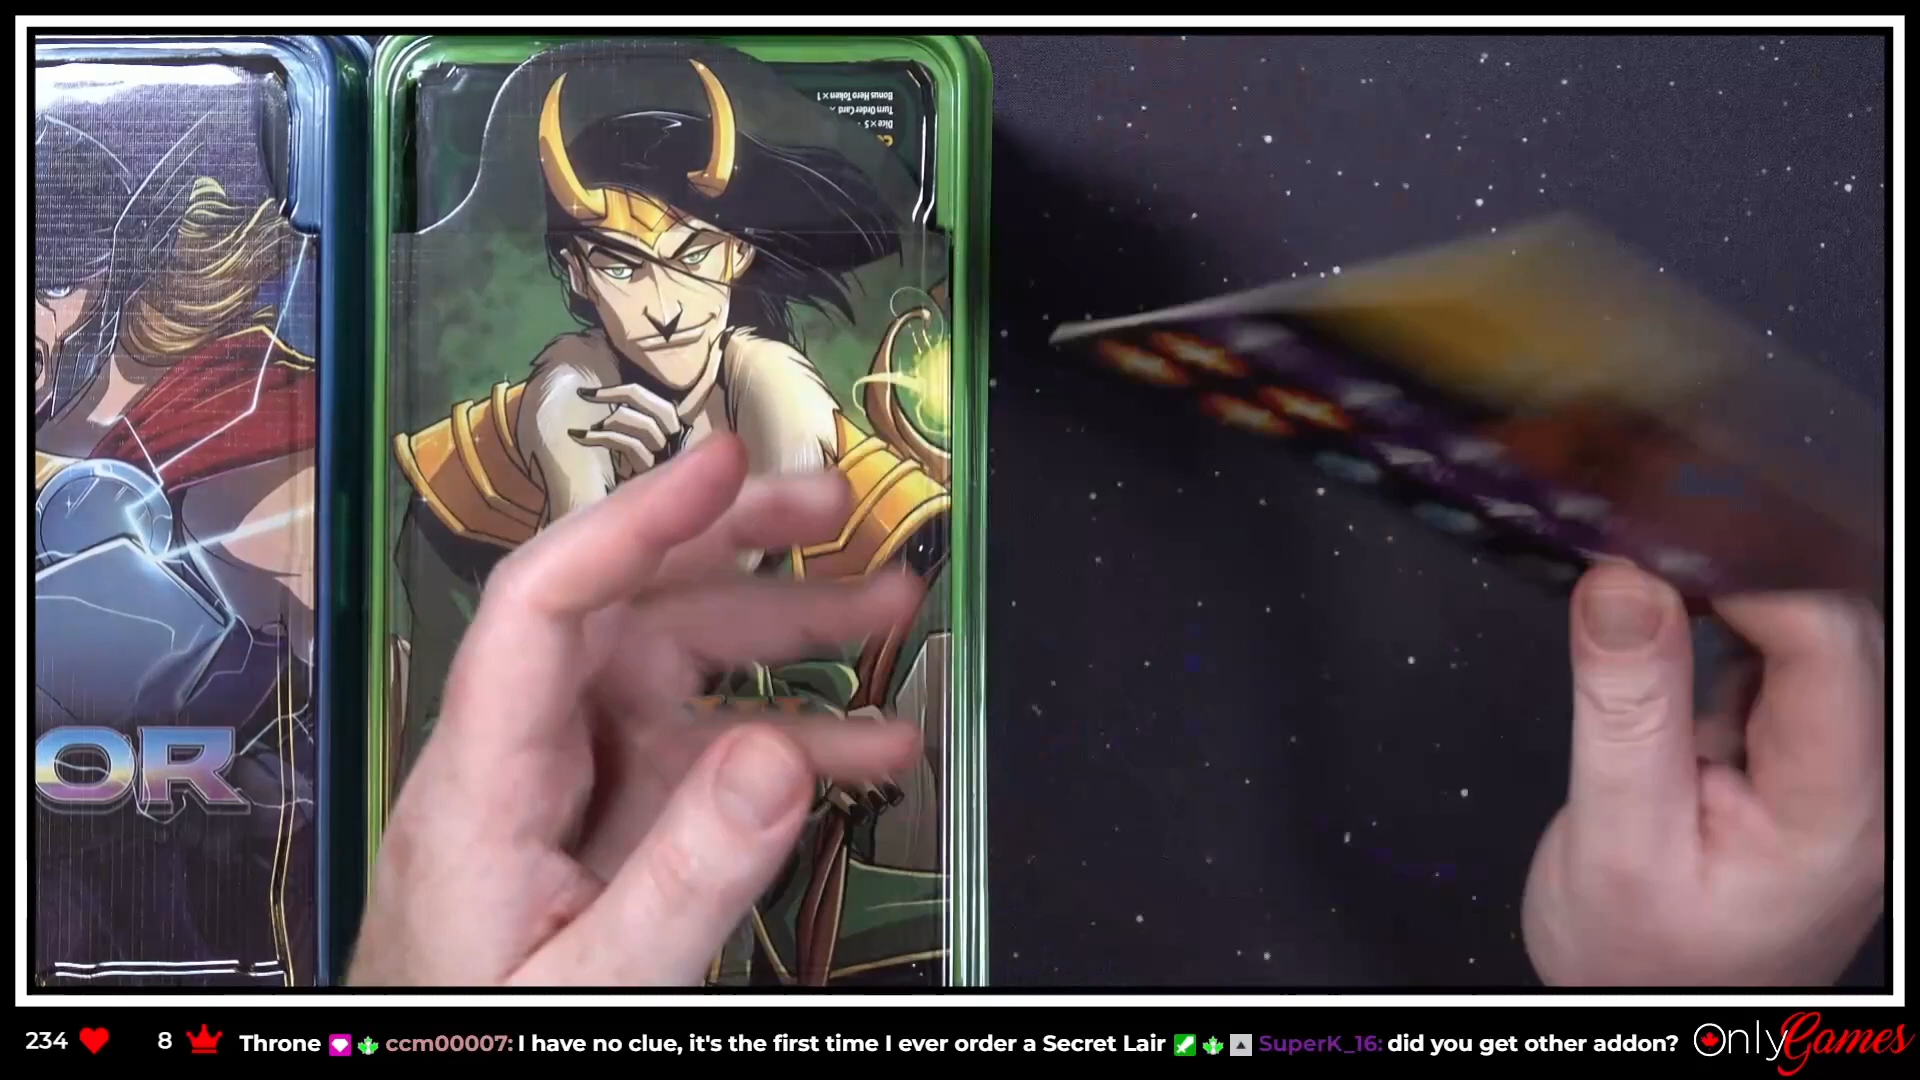 Bonus Hero Token × 1
Turn Order Card ×
Dice × 5
OR
234 8 Throne ccm00007: I have no clue, it's the first time I ever order a Secret Lair SuperK_16: did you get other addon? OnlyGames